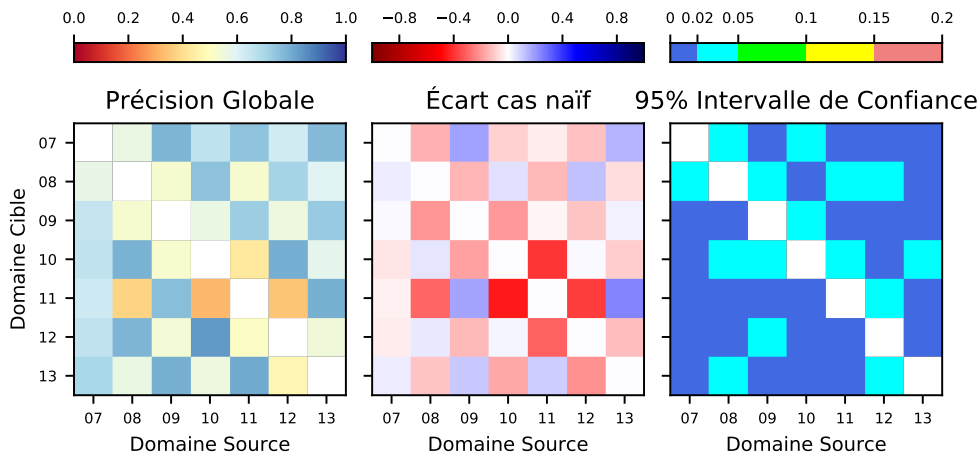 0.0 0.2 0.4 0.6 0.8 1.0
−0.8 −0.4 0.0 0.4 0.8
0 0.02 0.05 0.1 0.15 0.2
Précision Globale
Écart cas naïf
95% Intervalle de Confiance
Domaine Cible
07
08
09
10
11
12
13
07 08 09 10 11 12 13
07 08 09 10 11 12 13
07 08 09 10 11 12 13
Domaine Source
Domaine Source
Domaine Source